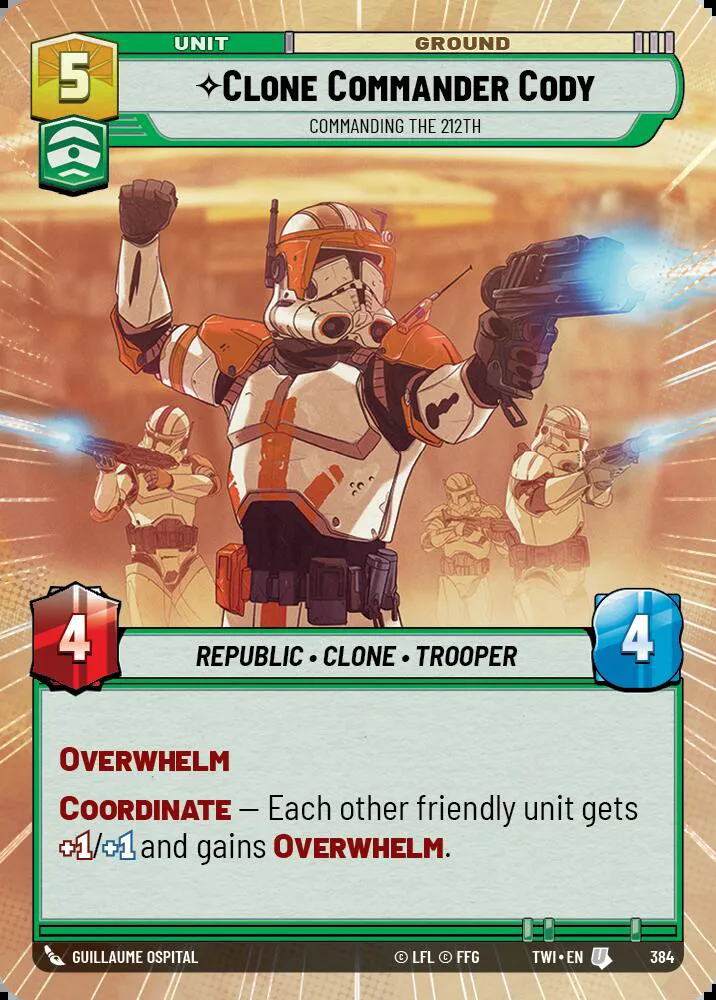 UNIT
GROUND
5
✧CLONE COMMANDER CODY
COMMANDING THE 212TH
4
REPUBLIC • CLONE • TROOPER
4
OVERWHELM
COORDINATE – Each other friendly unit gets
+1/+1 and gains OVERWHELM.
GUILLAUME OSPITAL
© LFL © FFG
TWI • EN
U
384